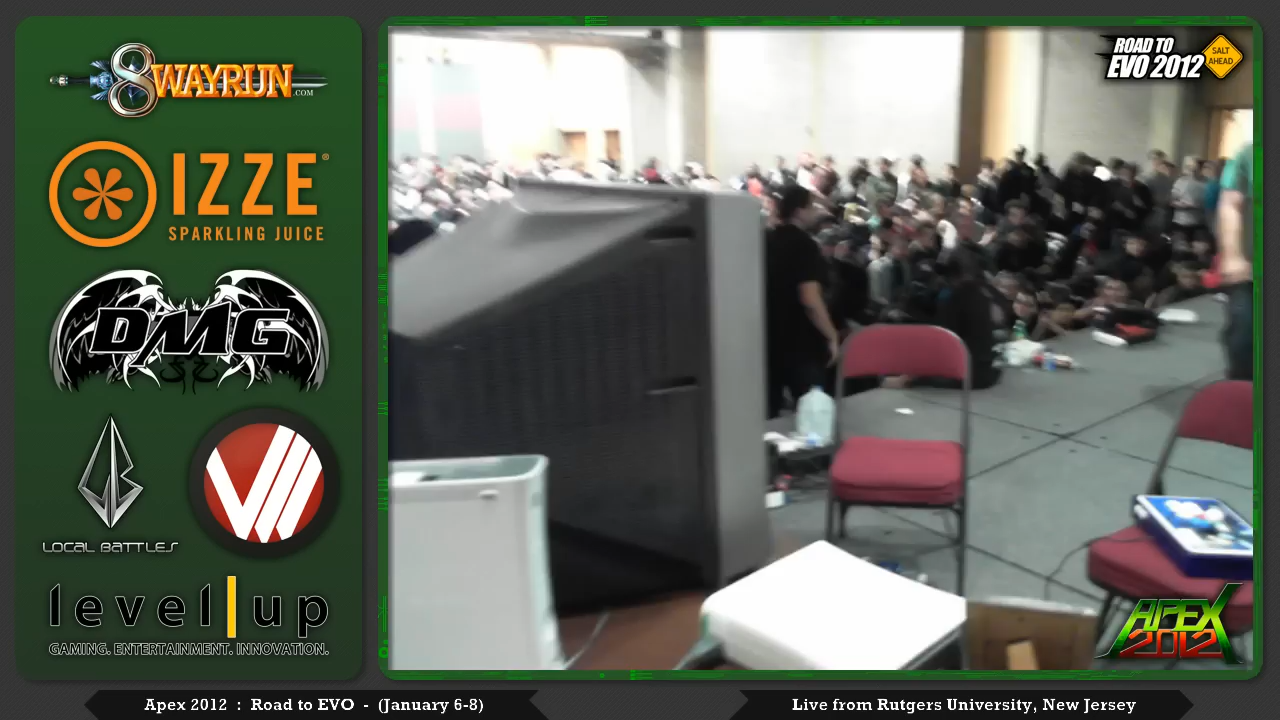 8WAYRUN
.COM
IZZE®
SPARKLING JUICE
DMG
LOCAL BATTLES
level|up
GAMING. ENTERTAINMENT. INNOVATION.
ROAD TO
EVO 2012
SALT
AHEAD
APEX
2012
Apex 2012 : Road to EVO - (January 6-8)
Live from Rutgers University, New Jersey